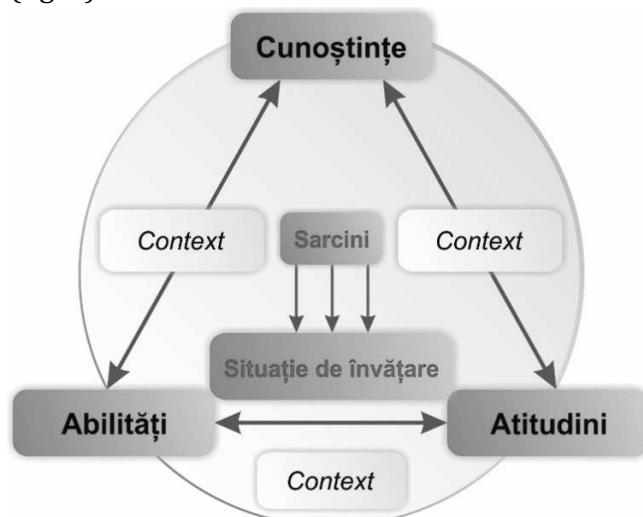 Cunoștințe
Context
Sarcini
Context
Situație de învățare
Abilități
Atitudini
Context